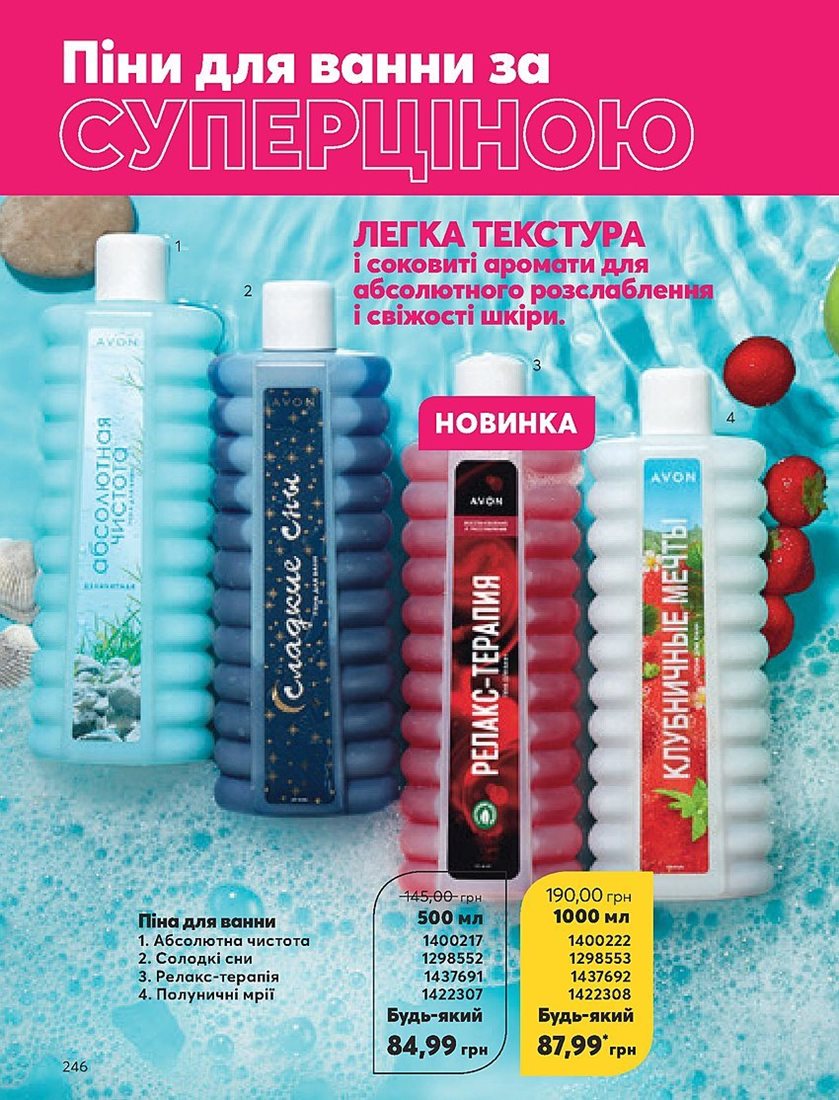 Піни для ванни за
СУПЕРЦІНОЮ
ЛЕГКА ТЕКСТУРА
і соковиті аромати для
абсолютного розслаблення
і свіжості шкіри.
1
2
3
4
НОВИНКА
AVON
абсолютная
чистота
AVON
Сладкие сны
AVON
РЕЛАКС-ТЕРАПИЯ
AVON
КЛУБНИЧНЫЕ МЕЧТЫ
Піна для ванни
1. Абсолютна чистота
2. Солодкі сни
3. Релакс-терапія
4. Полуничні мрії
145,00 грн
500 мл
1400217
1298552
1437691
1422307
Будь-який
84,99 грн
190,00 грн
1000 мл
1400222
1298553
1437692
1422308
Будь-який
87,99* грн
246